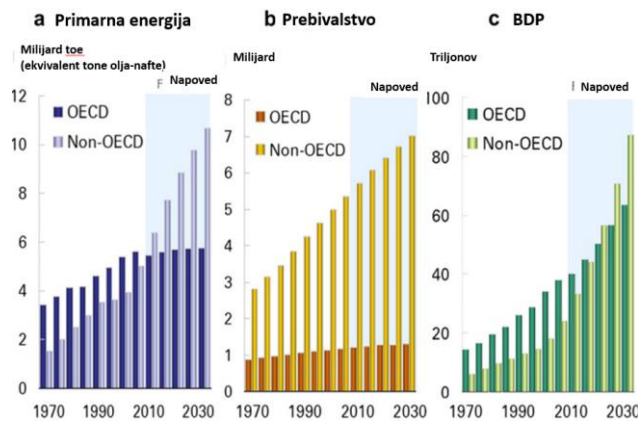 a Primarna energija
Milijard toe
(ekvivalent tone olja-nafte)
F Napoved
12
10
8
6
4
2
0
OECD
Non-OECD
1970 1990 2010 2030
b Prebivalstvo
Milijard
Napoved
8
7
6
5
4
3
2
1
0
OECD
Non-OECD
1970 1990 2010 2030
c BDP
Triljonov
Napoved
100
80
60
40
20
0
OECD
Non-OECD
1970 1990 2010 2030